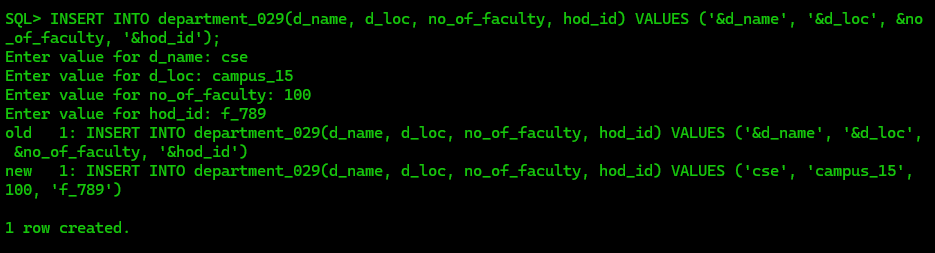 SQL> INSERT INTO department_029(d_name, d_loc, no_of_faculty, hod_id) VALUES ('&d_name', '&d_loc', &no
_of_faculty, '&hod_id');
Enter value for d_name: cse
Enter value for d_loc: campus_15
Enter value for no_of_faculty: 100
Enter value for hod_id: f_789
old   1: INSERT INTO department_029(d_name, d_loc, no_of_faculty, hod_id) VALUES ('&d_name', '&d_loc',
 &no_of_faculty, '&hod_id')
new   1: INSERT INTO department_029(d_name, d_loc, no_of_faculty, hod_id) VALUES ('cse', 'campus_15',
100, 'f_789')

1 row created.